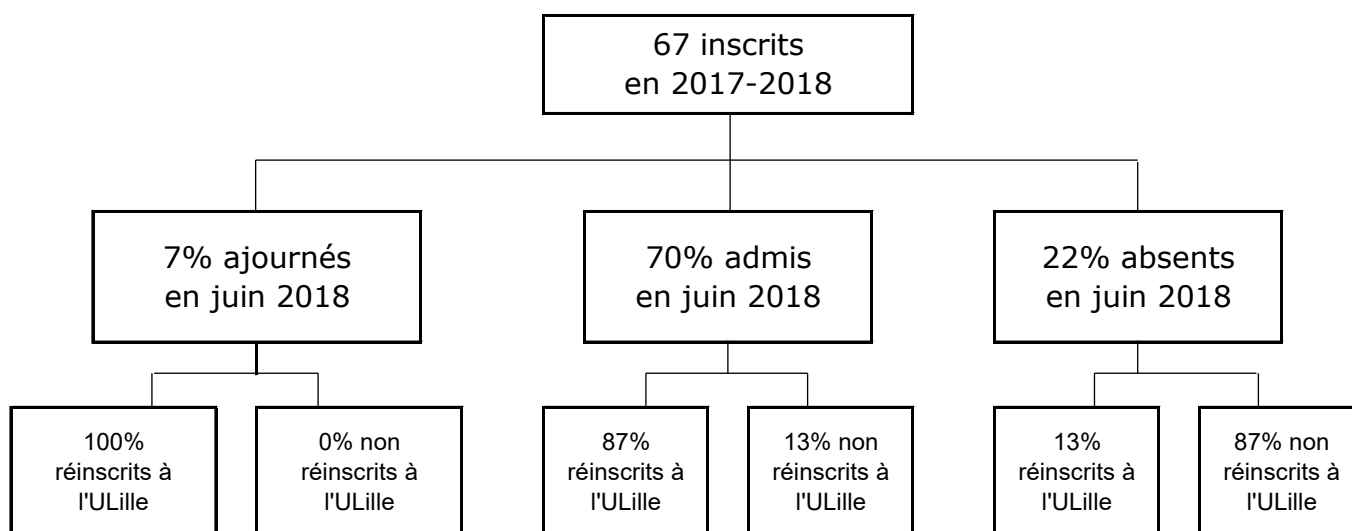 67 inscrits
en 2017-2018
7% ajournés
en juin 2018
70% admis
en juin 2018
22% absents
en juin 2018
100%
réinscrits à
l'ULille
0% non
réinscrits à
l'ULille
87%
réinscrits à
l'ULille
13% non
réinscrits à
l'ULille
13%
réinscrits à
l'ULille
87% non
réinscrits à
l'ULille